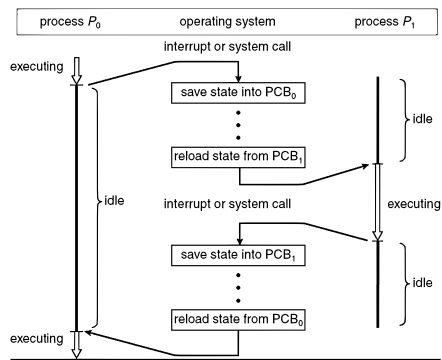 process P0 operating system process P1
interrupt or system call
executing
save state into PCB0
idle
reload state from PCB1
idle
interrupt or system call
executing
save state into PCB1
idle
reload state from PCB0
executing